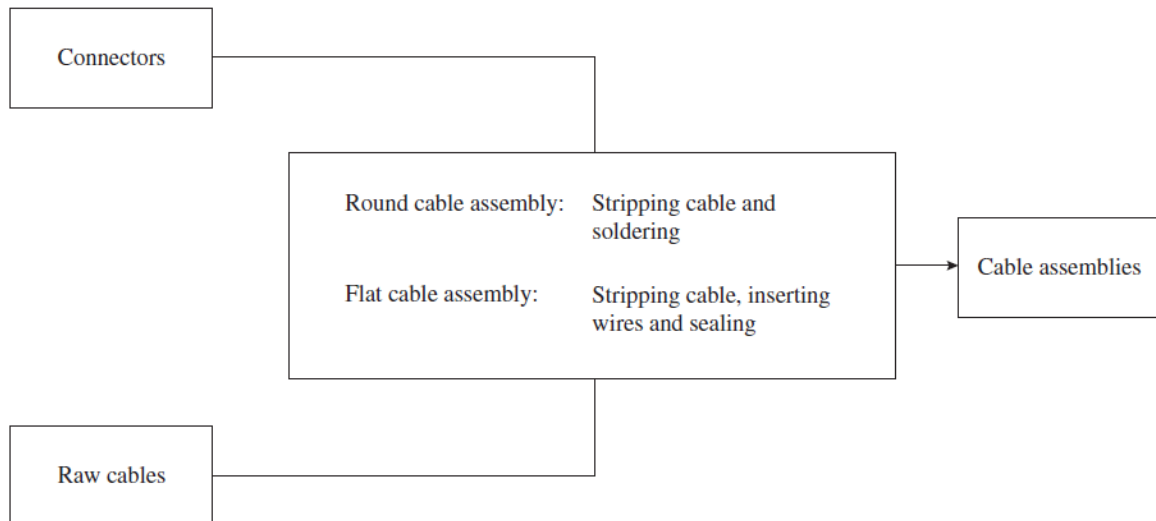 Connectors
Round cable assembly: Stripping cable and
soldering
Flat cable assembly: Stripping cable, inserting
wires and sealing
Cable assemblies
Raw cables